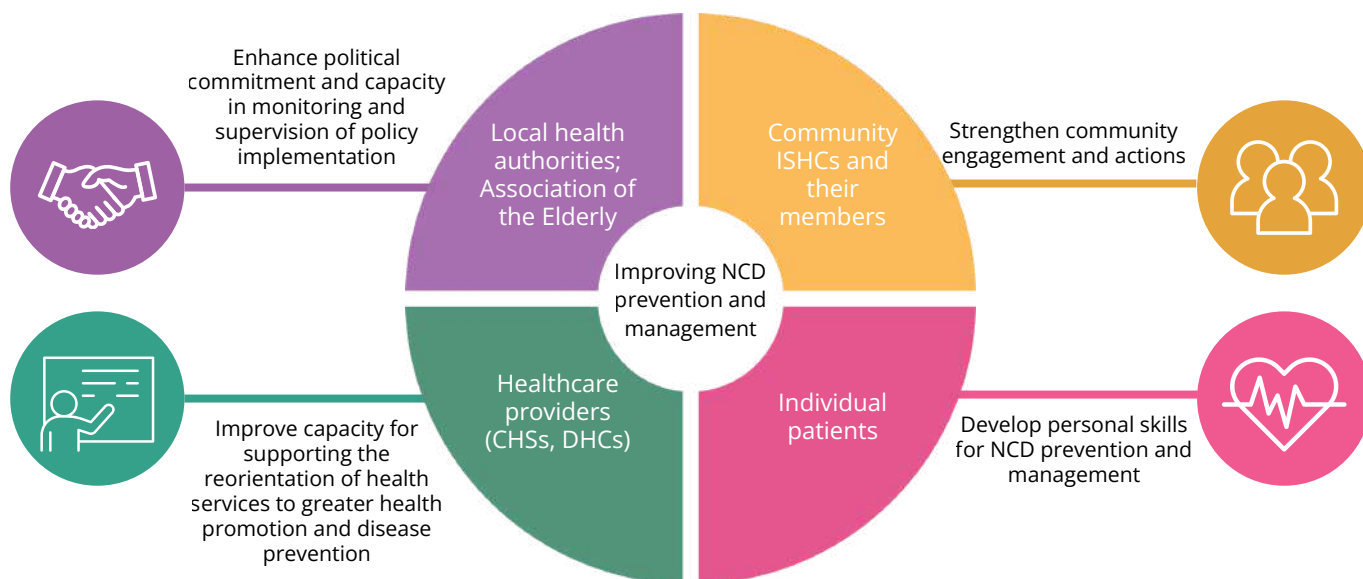 Enhance political
commitment and capacity
in monitoring and
supervision of policy
implementation
Local health
authorities;
Association of
the Elderly
Community
ISHCs and
their
members
Strengthen community
engagement and actions
Improving NCD
prevention and
management
Healthcare
providers
(CHSs, DHCs)
Individual
patients
Improve capacity for
supporting the
reorientation of health
services to greater health
promotion and disease
prevention
Develop personal skills
for NCD prevention and
management